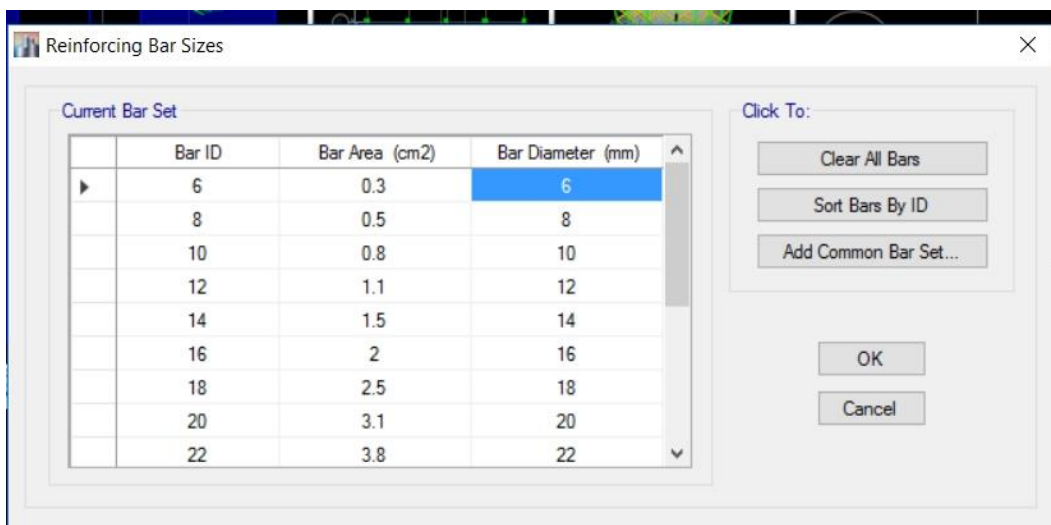 Reinforcing Bar Sizes
Current Bar Set
Bar ID Bar Area (cm2) Bar Diameter (mm)
6 0.3 6
8 0.5 8
10 0.8 10
12 1.1 12
14 1.5 14
16 2 16
18 2.5 18
20 3.1 20
22 3.8 22
Click To:
Clear All Bars
Sort Bars By ID
Add Common Bar Set...
OK
Cancel